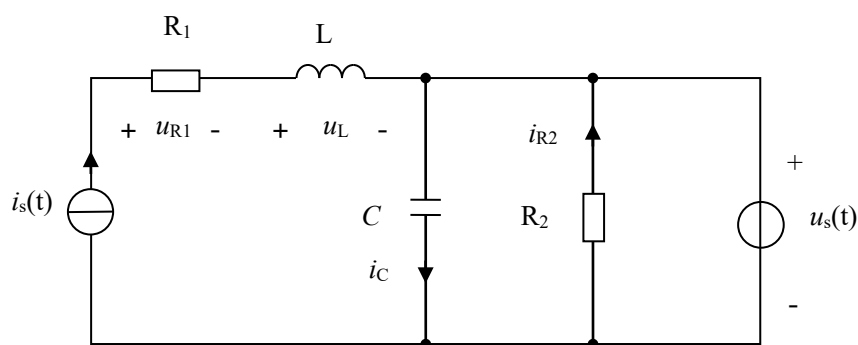 R1 L
+ uR1 - + uL - iR2
+
is(t) C R2 us(t)
iC
-